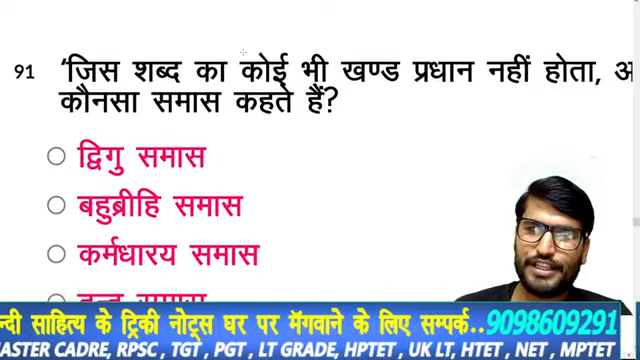 91 'जिस शब्द का कोई भी खण्ड प्रधान नहीं होता,
कौनसा समास कहते हैं?
द्विगु समास
बहुब्रीहि समास
कर्मधारय समास
समास
न्दी साहित्य के ट्रिकी नोट्स घर पर मॅगवाने के लिए सम्पर्क..9098609291
ASTER CADRE, RPSC, TGT, PGT, LT GRADE, HPTET, UK LT, HTET, NET, MPTET